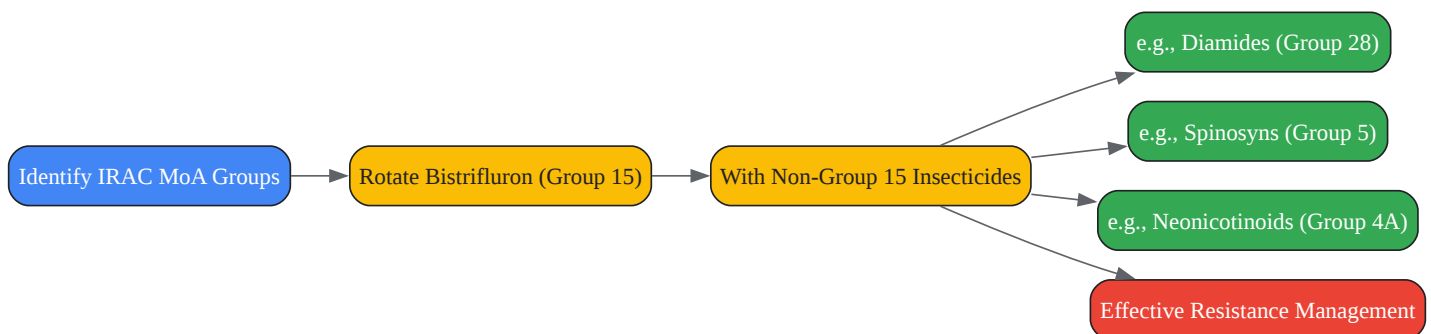 Identify IRAC MoA Groups
Rotate Bistrifluron (Group 15)
With Non-Group 15 Insecticides
e.g., Diamides (Group 28)
e.g., Spinosyns (Group 5)
e.g., Neonicotinoids (Group 4A)
Effective Resistance Management